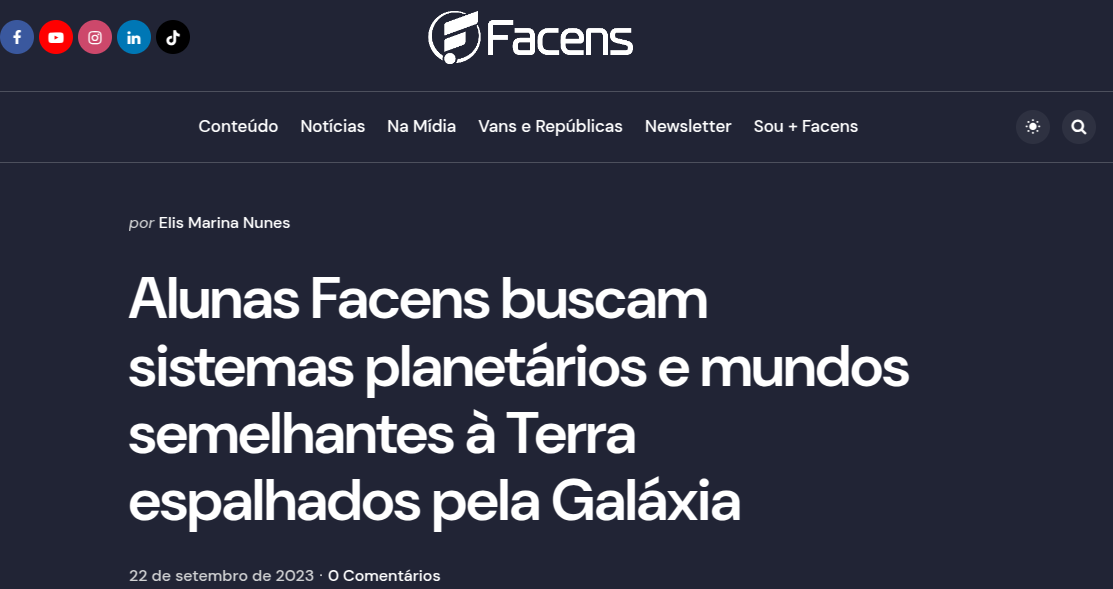 Facens
Conteúdo Notícias Na Mídia Vans e Repúblicas Newsletter Sou + Facens
por Elis Marina Nunes
Alunas Facens buscam
sistemas planetários e mundos
semelhantes à Terra
espalhados pela Galáxia
22 de setembro de 2023 · 0 Comentários